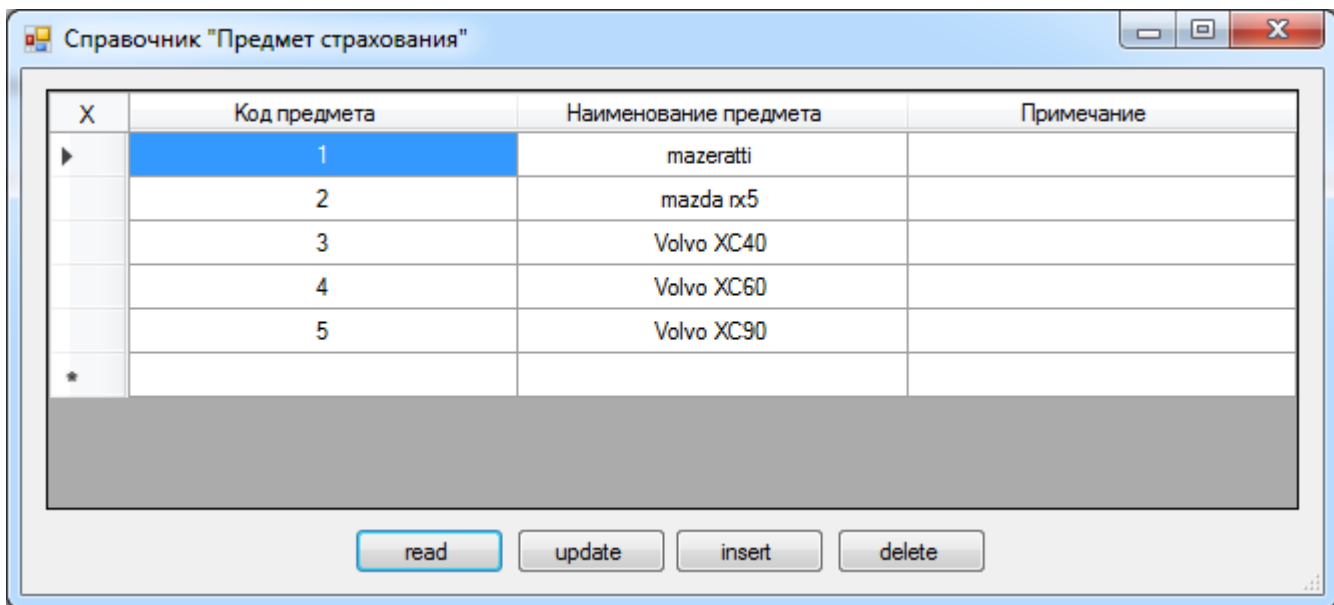 Справочник "Предмет страхования"
X Код предмета Наименование предмета Примечание
1 mazeratti
2 mazda rx5
3 Volvo XC40
4 Volvo XC60
5 Volvo XC90
*
read update insert delete